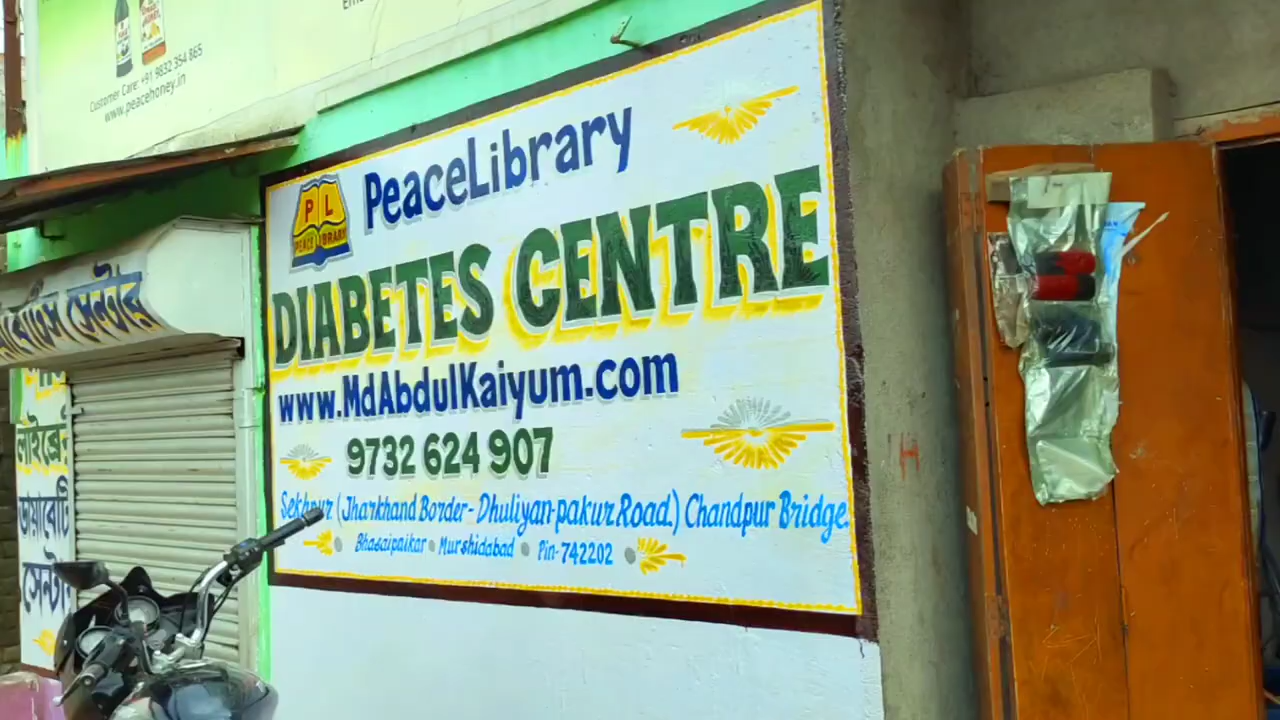 Customer Care: +91 9832 354 865
www.peacehoney.in
P L
PEACE LIBRARY
PeaceLibrary
DIABETES CENTRE
www.MdAbdulKaiyum.com
9732 624 907
Sekhpur (Jharkhand Border-Dhuliyan-pakur Road.) Chandpur Bridge.
Bhasaipaikar Murshidabad Pin-742202
সেন্টার
H